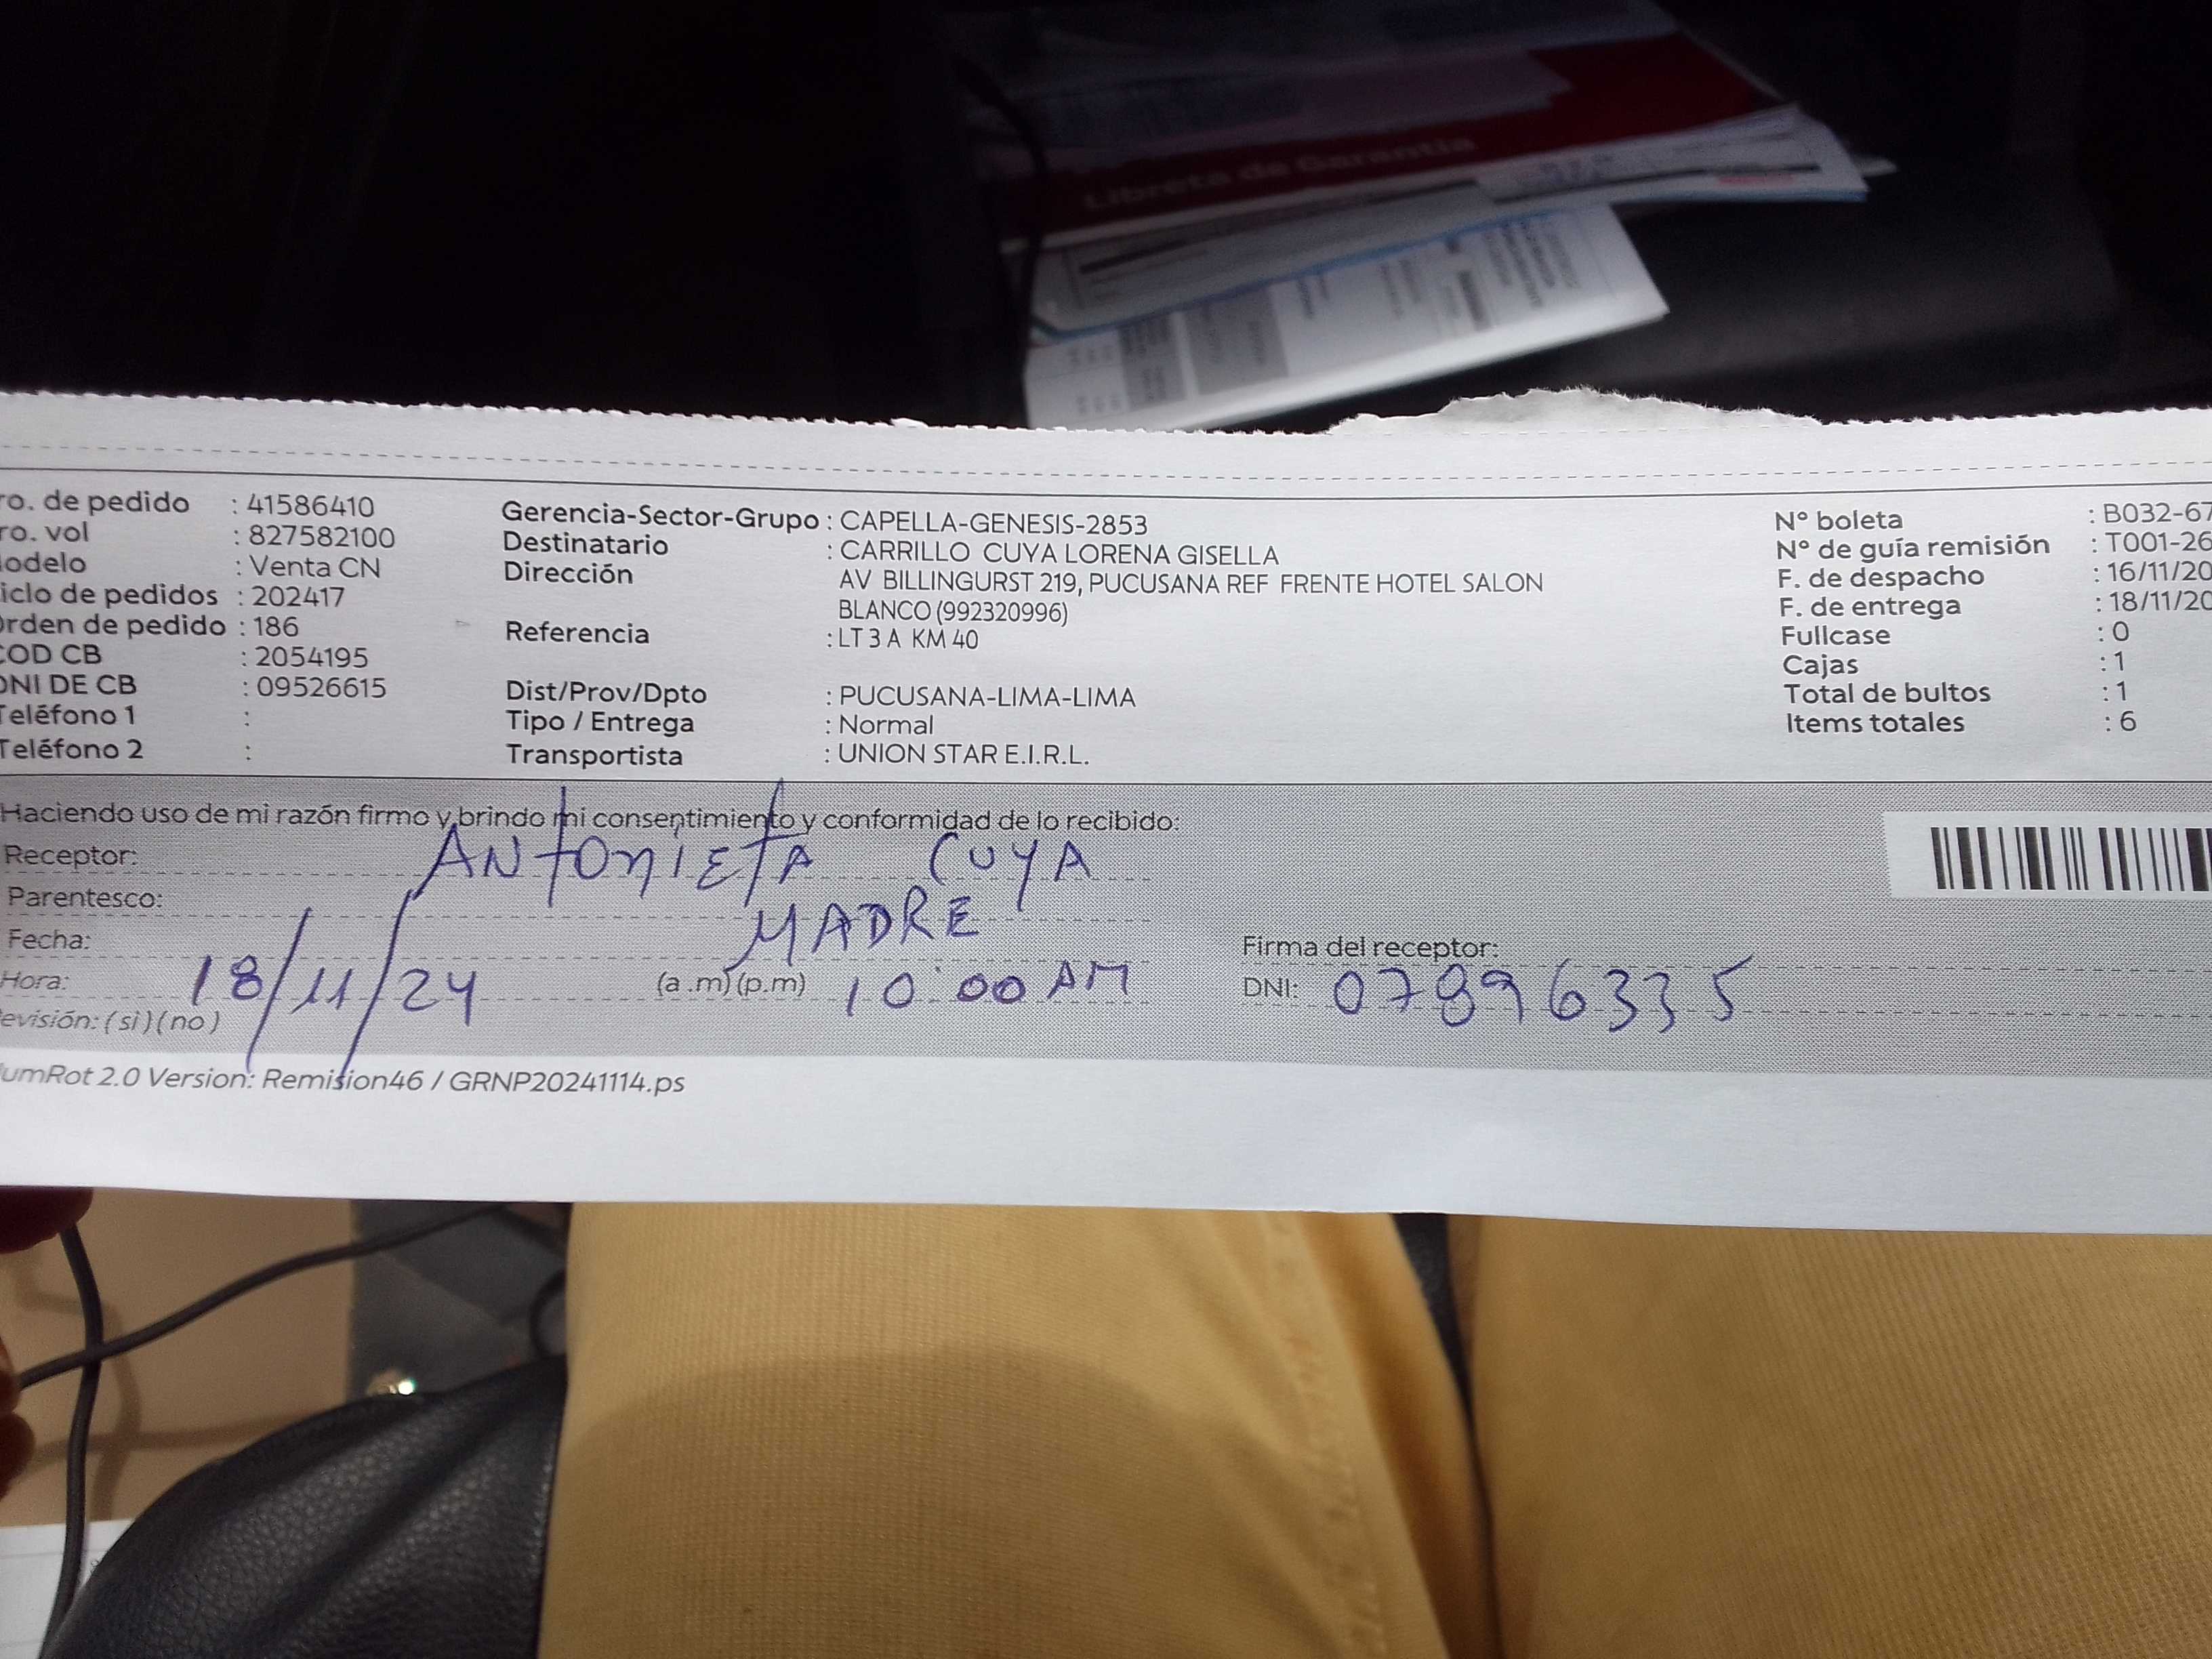 Libreta de Garantía
ro. de pedido : 41586410
ro. vol : 827582100
odelo : Venta CN
iclo de pedidos : 202417
rden de pedido : 186
COD CB : 2054195
DNI DE CB : 09526615
Teléfono 1 :
Teléfono 2 :
Gerencia-Sector-Grupo : CAPELLA-GENESIS-2853
Destinatario : CARRILLO CUYA LORENA GISELLA
Dirección AV BILLINGURST 219, PUCUSANA REF FRENTE HOTEL SALON
BLANCO (992320996)
Referencia : LT 3 A KM 40
Dist/Prov/Dpto : PUCUSANA-LIMA-LIMA
Tipo / Entrega : Normal
Transportista : UNION STAR E.I.R.L.
N° boleta : B032-67
N° de guía remisión : T001-26
F. de despacho : 16/11/20
F. de entrega : 18/11/20
Fullcase : 0
Cajas : 1
Total de bultos : 1
Items totales : 6
Haciendo uso de mi razón firmo y brindo mi consentimiento y conformidad de lo recibido:
Receptor: ANTONIETA CUYA
Parentesco: MADRE
Fecha: 18/11/24
Hora: (a.m)(p.m) 10:00 AM
evisión: (si)(no)
Firma del receptor:
DNI: 07896335
umRot 2.0 Version: Remision46 / GRNP20241114.ps